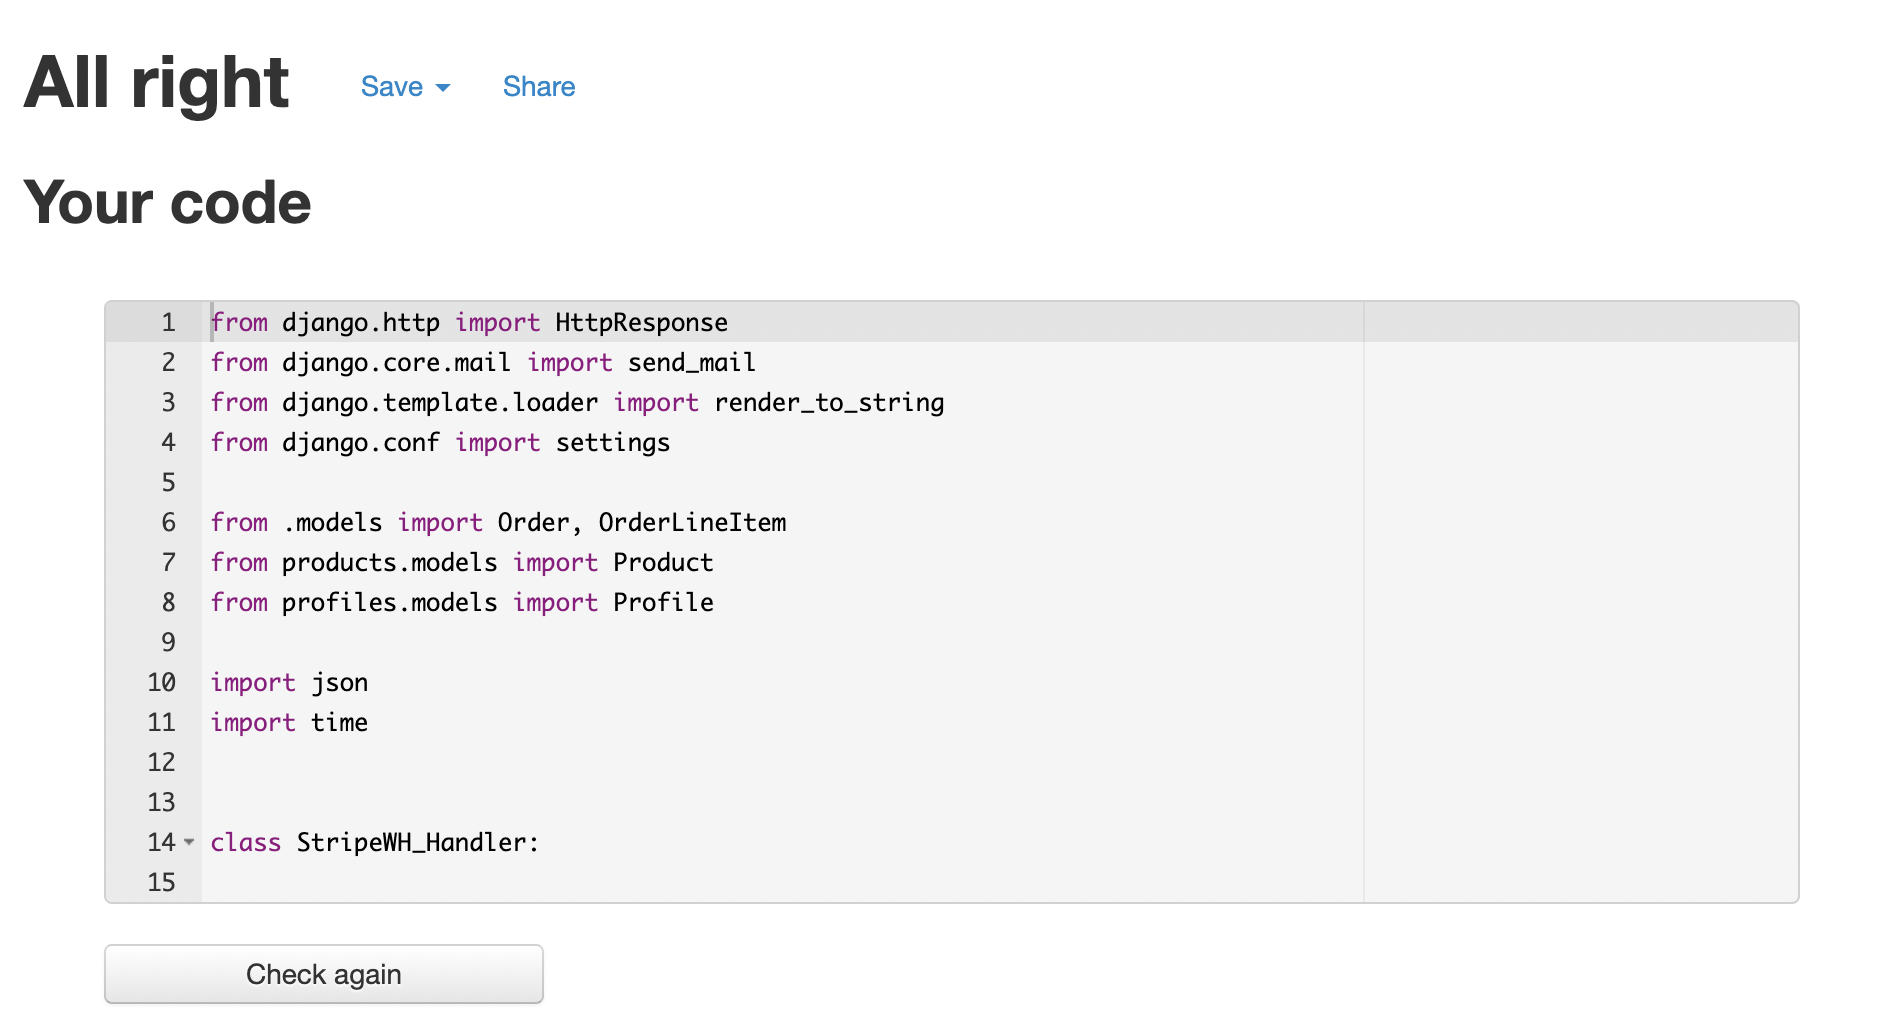 All right Save Share
Your code
1 from django.http import HttpResponse
2 from django.core.mail import send_mail
3 from django.template.loader import render_to_string
4 from django.conf import settings
5
6 from .models import Order, OrderLineItem
7 from products.models import Product
8 from profiles.models import Profile
9
10 import json
11 import time
12
13
14 class StripeWH_Handler:
15
Check again